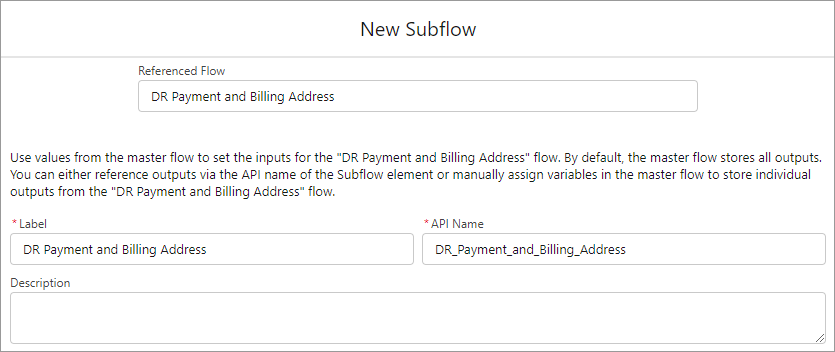 New Subflow
Referenced Flow
DR Payment and Billing Address
Use values from the master flow to set the inputs for the "DR Payment and Billing Address" flow. By default, the master flow stores all outputs.
You can either reference outputs via the API name of the Subflow element or manually assign variables in the master flow to store individual
outputs from the "DR Payment and Billing Address" flow.
* Label
* API Name
DR Payment and Billing Address
DR_Payment_and_Billing_Address
Description